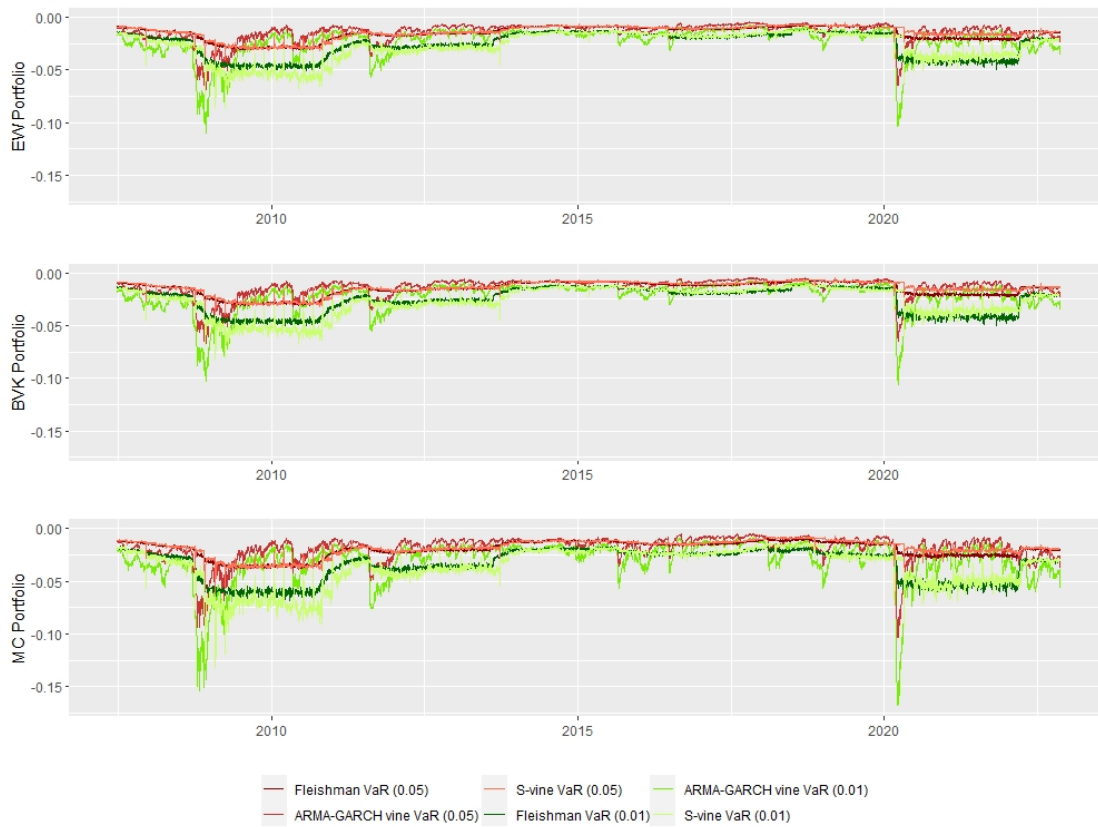 0.00
-0.05
-0.10
-0.15
EW Portfolio
2010 2015 2020
0.00
-0.05
-0.10
-0.15
BVK Portfolio
2010 2015 2020
0.00
-0.05
-0.10
-0.15
MC Portfolio
2010 2015 2020
Fleishman VaR (0.05) S-vine VaR (0.05) ARMA-GARCH vine VaR (0.01)
ARMA-GARCH vine VaR (0.05) Fleishman VaR (0.01) S-vine VaR (0.01)